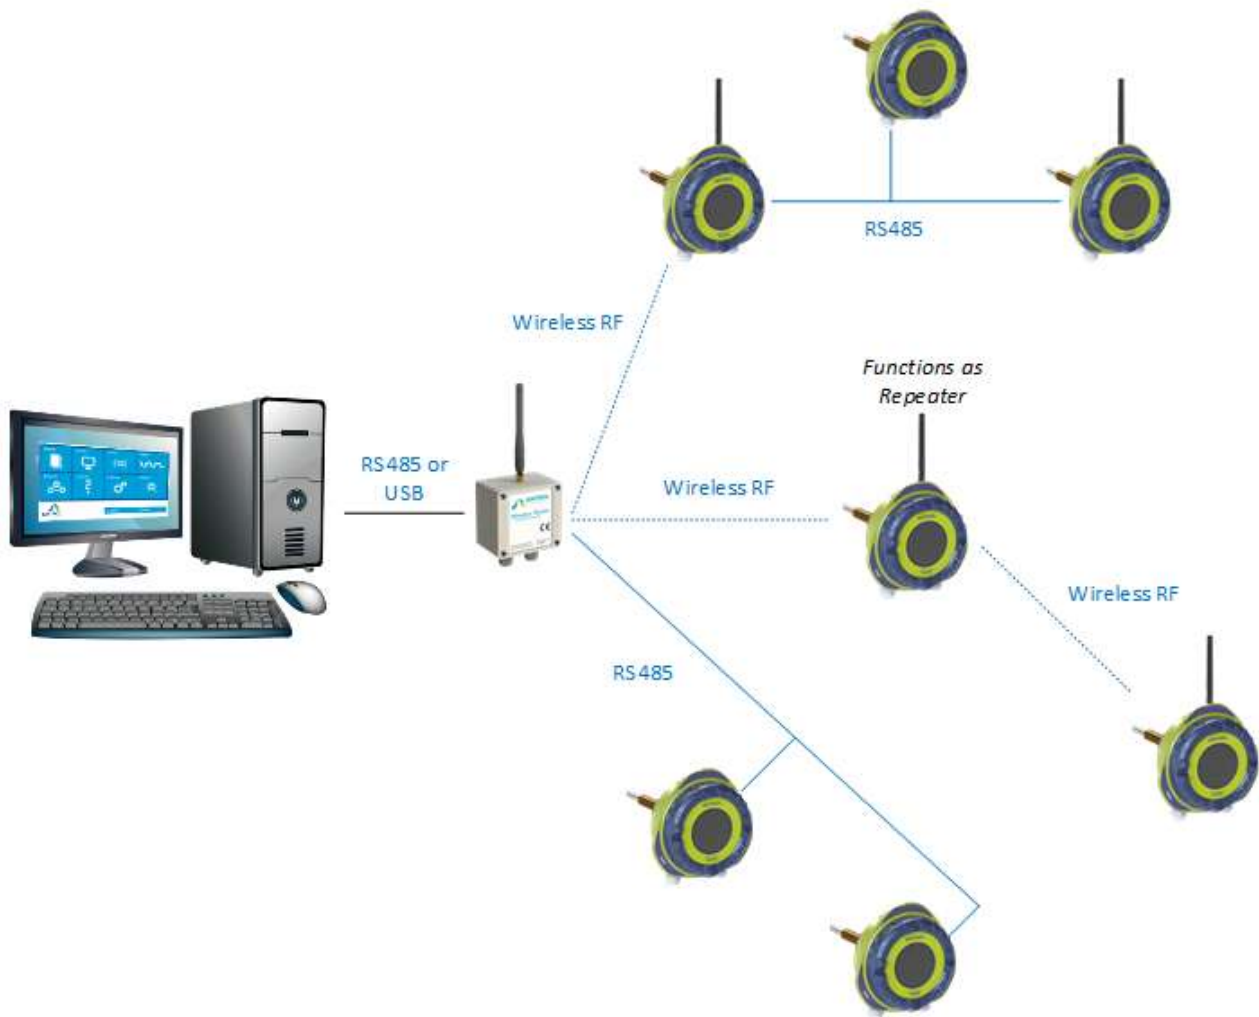 RS485
Wireless RF
Functions as
Repeater
RS485 or
USB
Wireless RF
Wireless RF
RS485